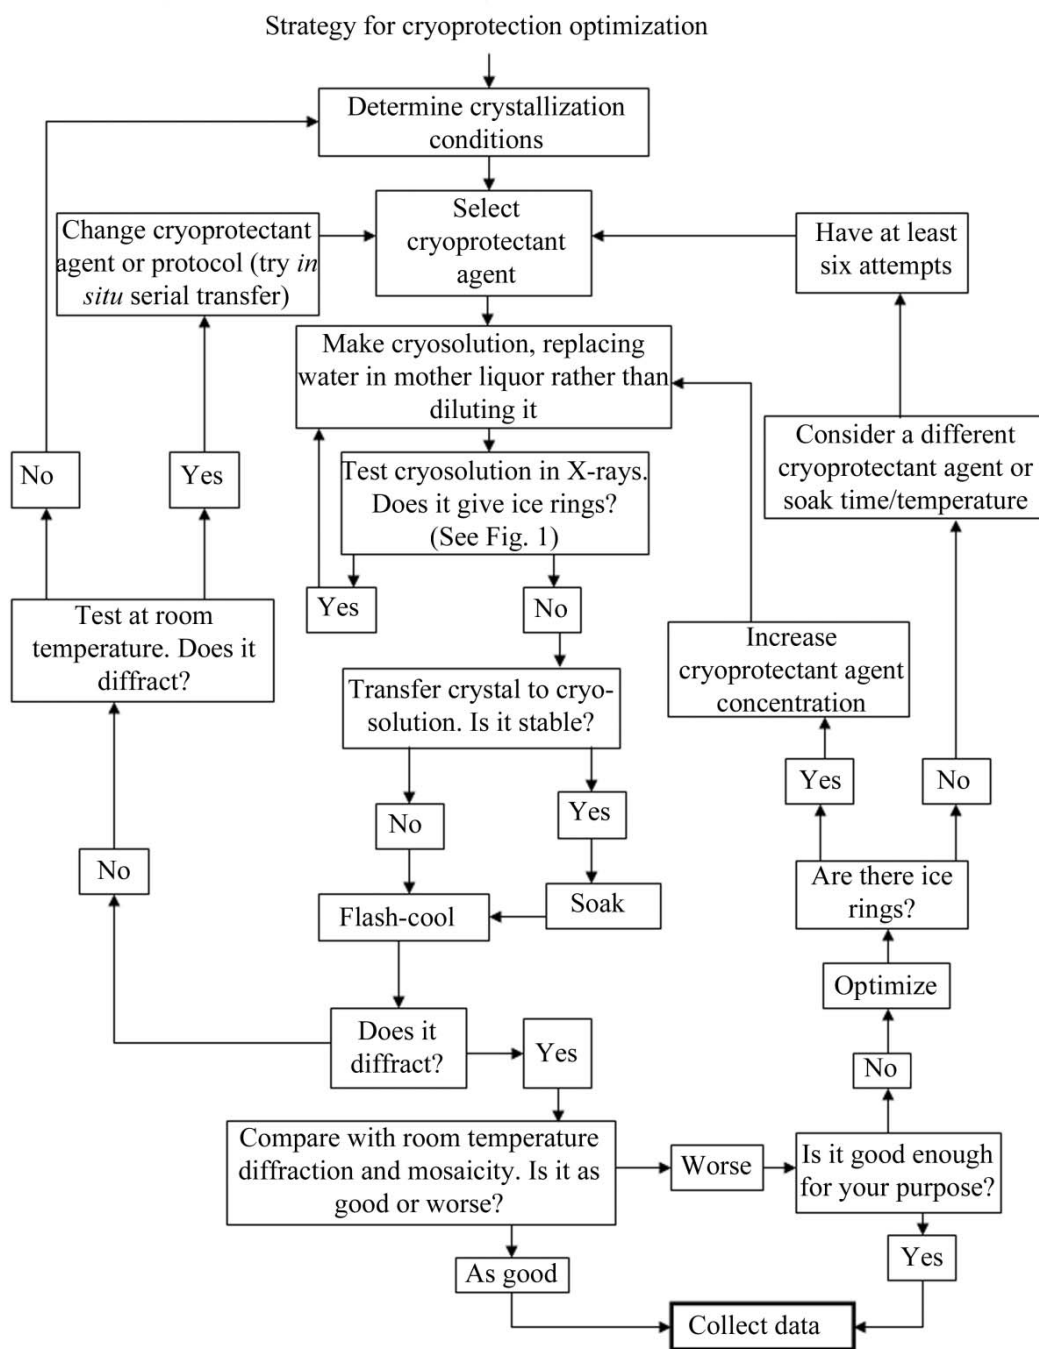 Strategy for cryoprotection optimization
Determine crystallization
conditions
Select
cryoprotectant
agent
Change cryoprotectant
agent or protocol (try in
situ serial transfer)
Have at least
six attempts
Make cryosolution, replacing
water in mother liquor rather than
diluting it
Consider a different
cryoprotectant agent or
soak time/temperature
No
Yes
Test cryosolution in X-rays.
Does it give ice rings?
(See Fig. 1)
Yes
No
Test at room
temperature. Does it
diffract?
Increase
cryoprotectant agent
concentration
Transfer crystal to cryo-
solution. Is it stable?
Yes
No
No
Yes
No
Are there ice
rings?
Flash-cool
Soak
Optimize
Does it
diffract?
Yes
No
Compare with room temperature
diffraction and mosaicity. Is it as
good or worse?
Worse
Is it good enough
for your purpose?
As good
Yes
Collect data